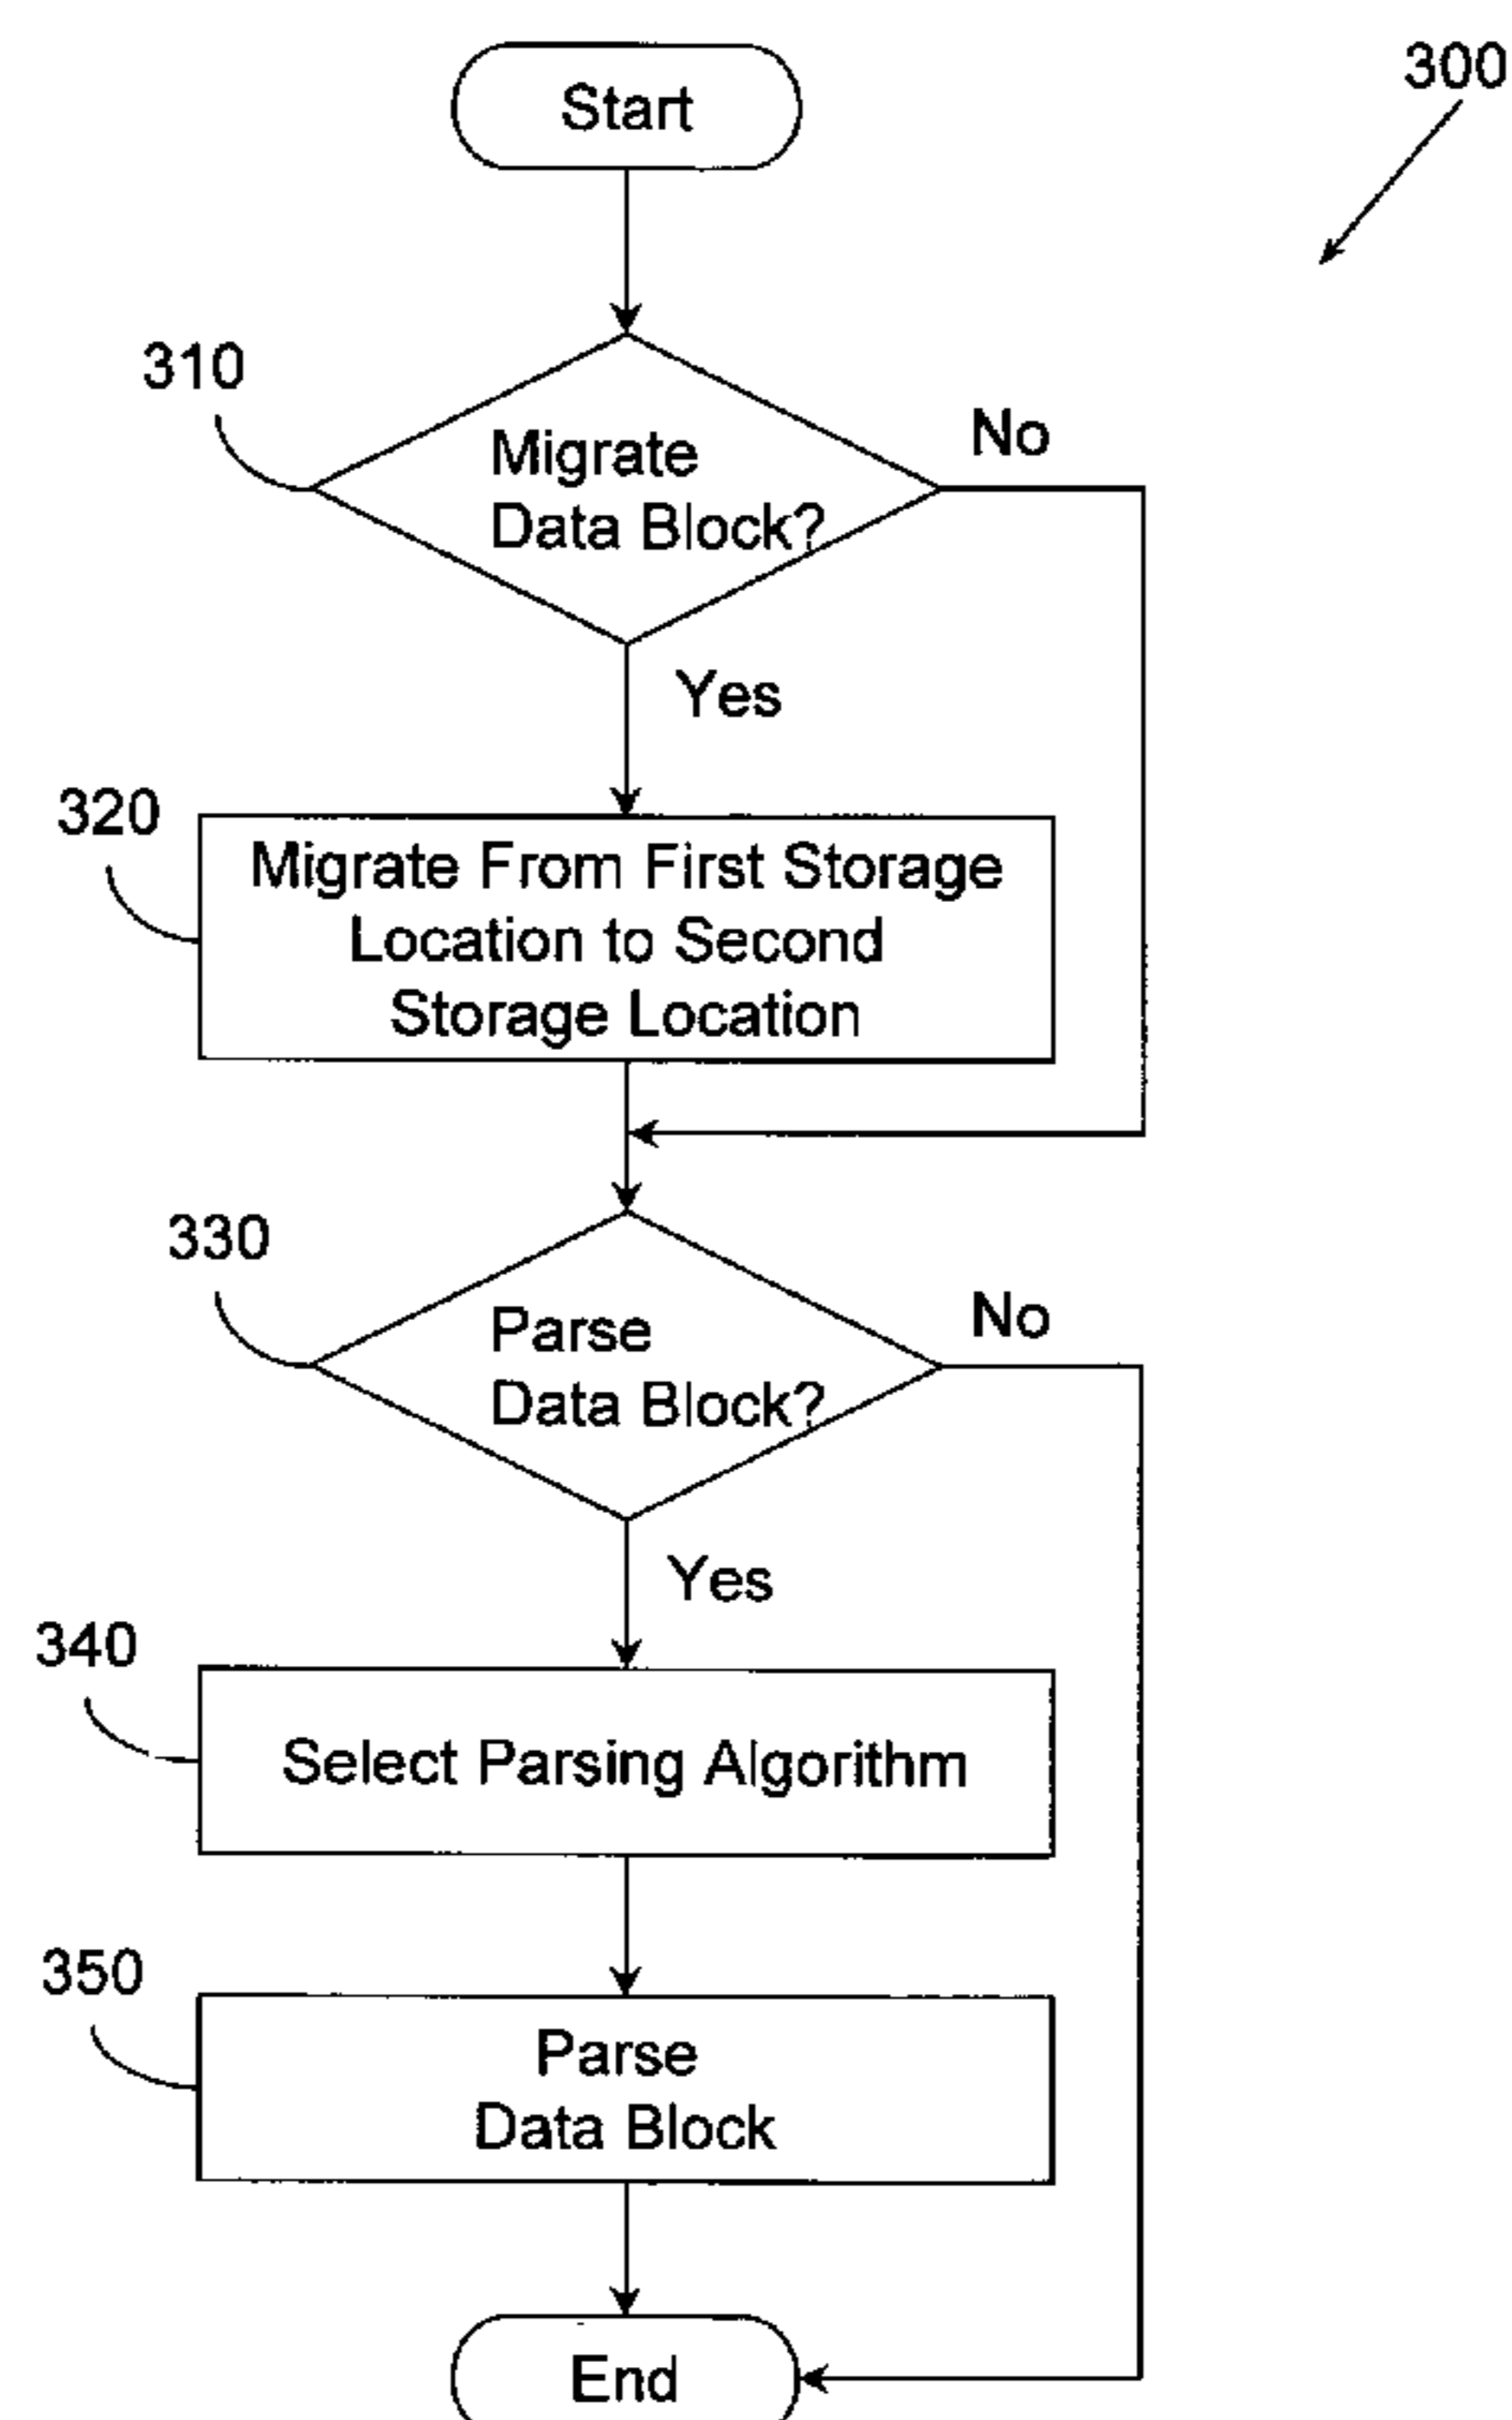 Start
300
310
Migrate
Data Block?
No
Yes
320
Migrate From First Storage
Location to Second
Storage Location
330
Parse
Data Block?
No
Yes
340
Select Parsing Algorithm
350
Parse
Data Block
End